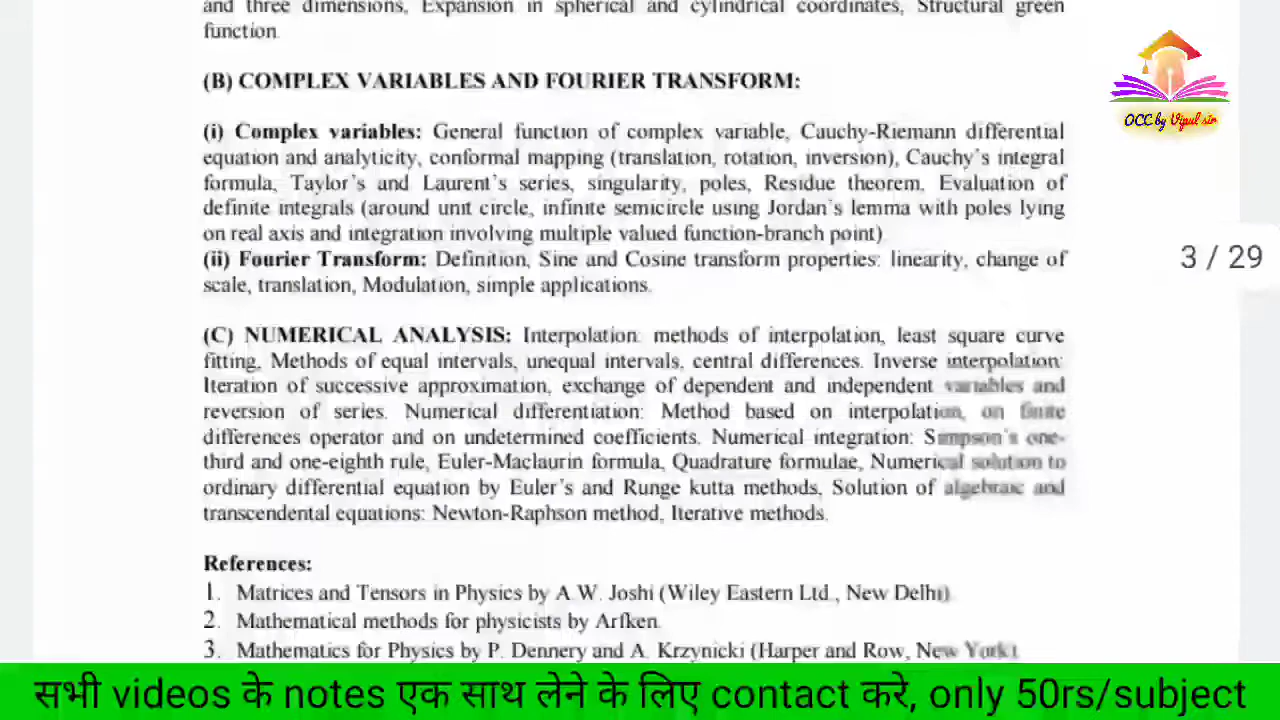 and three dimensions, Expansion in spherical and cylindrical coordinates, Structural green
function.
(B) COMPLEX VARIABLES AND FOURIER TRANSFORM:
(i) Complex variables: General function of complex variable, Cauchy-Riemann differential
equation and analyticity, conformal mapping (translation, rotation, inversion), Cauchy's integral
formula, Taylor's and Laurent's series, singularity, poles, Residue theorem, Evaluation of
definite integrals (around unit circle, infinite semicircle using Jordan's lemma with poles lying
on real axis and integration involving multiple valued function-branch point)
(ii) Fourier Transform: Definition, Sine and Cosine transform properties: linearity, change of
scale, translation, Modulation, simple applications.
(C) NUMERICAL ANALYSIS: Interpolation: methods of interpolation, least square curve
fitting, Methods of equal intervals, unequal intervals, central differences. Inverse interpolation:
Iteration of successive approximation, exchange of dependent and independent variables and
reversion of series. Numerical differentiation: Method based on interpolation, on finite
differences operator and on undetermined coefficients. Numerical integration: Simpson's one-
third and one-eighth rule, Euler-Maclaurin formula, Quadrature formulae, Numerical solution to
ordinary differential equation by Euler's and Runge kutta methods, Solution of algebraic and
transcendental equations: Newton-Raphson method, Iterative methods.
References:
1. Matrices and Tensors in Physics by A.W. Joshi (Wiley Eastern Ltd., New Delhi)
2. Mathematical methods for physicists by Arfken.
3. Mathematics for Physics by P. Dennery and A. Krzynicki (Harper and Row, New York).
OCC by Vipul sir
3 / 29
सभी videos के notes एक साथ लेने के लिए contact करे, only 50rs/subject